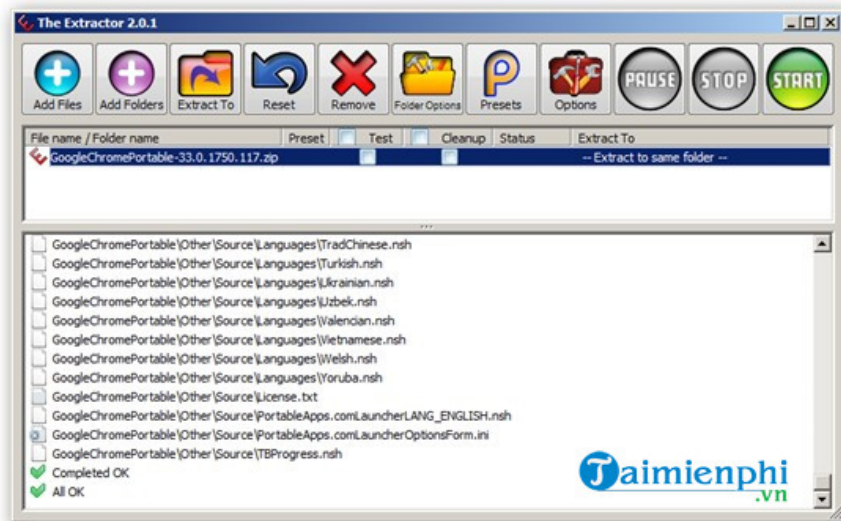 The Extractor 2.0.1
Add Files Add Folders Extract To Reset Remove Folder Options Presets Options PAUSE STOP START
File name / Folder name Preset Test Cleanup Status Extract To
GoogleChromePortable-33.0.1750.117.zip -- Extract to same folder --
GoogleChromePortable\Other\Source\Languages\TradChinese.nsh
GoogleChromePortable\Other\Source\Languages\Turkish.nsh
GoogleChromePortable\Other\Source\Languages\Ukrainian.nsh
GoogleChromePortable\Other\Source\Languages\Uzbek.nsh
GoogleChromePortable\Other\Source\Languages\Valencian.nsh
GoogleChromePortable\Other\Source\Languages\Vietnamese.nsh
GoogleChromePortable\Other\Source\Languages\Welsh.nsh
GoogleChromePortable\Other\Source\Languages\Yoruba.nsh
GoogleChromePortable\Other\Source\License.txt
GoogleChromePortable\Other\Source\PortableApps.comLauncherLANG_ENGLISH.nsh
GoogleChromePortable\Other\Source\PortableApps.comLauncherOptionsForm.ini
GoogleChromePortable\Other\Source\TBProgress.nsh
Completed OK
All OK
Taimienphi
.vn